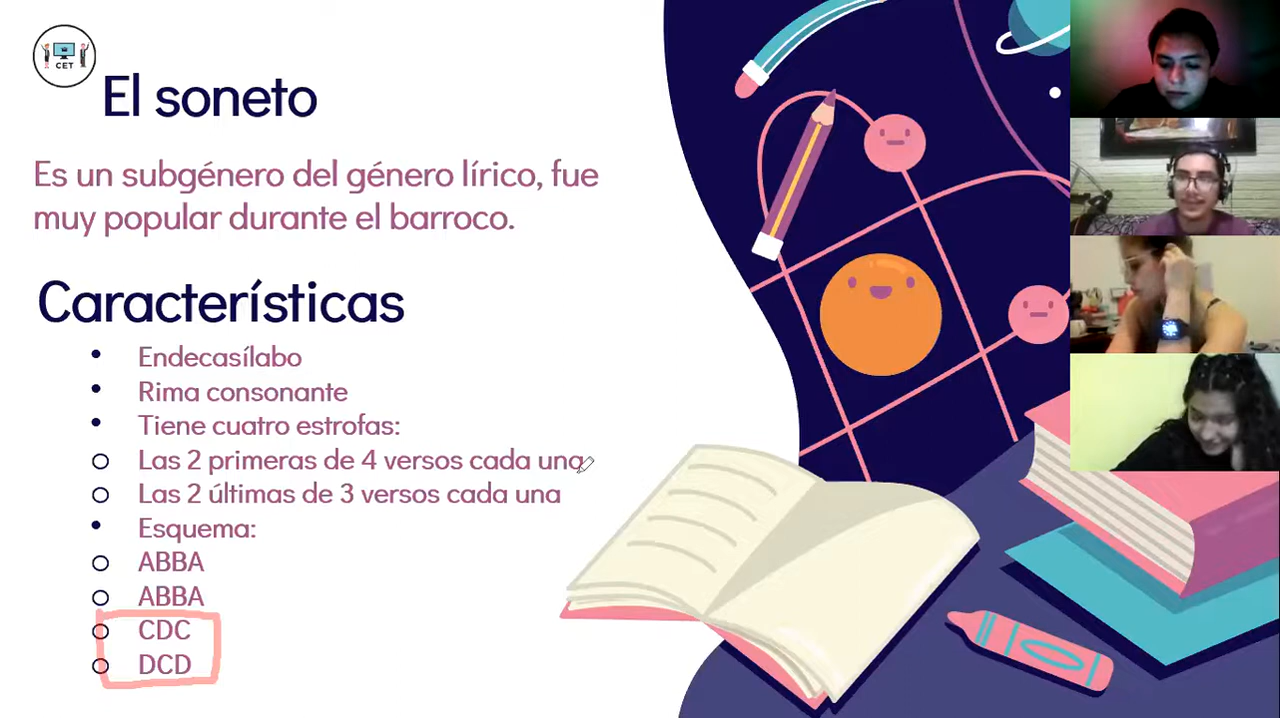 CET
El soneto
Es un subgénero del género lírico, fue
muy popular durante el barroco.
Características
• Endecasílabo
• Rima consonante
• Tiene cuatro estrofas:
o Las 2 primeras de 4 versos cada una
o Las 2 últimas de 3 versos cada una
• Esquema:
o ABBA
o ABBA
o CDC
o DCD